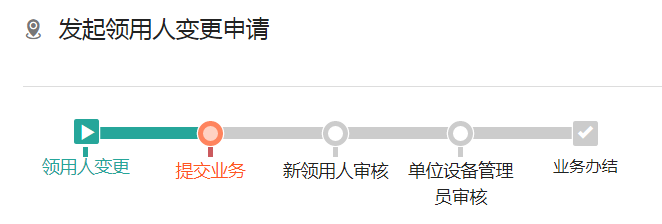 发起领用人变更申请
领用人变更
提交业务
新领用人审核
单位设备管理
员审核
业务办结